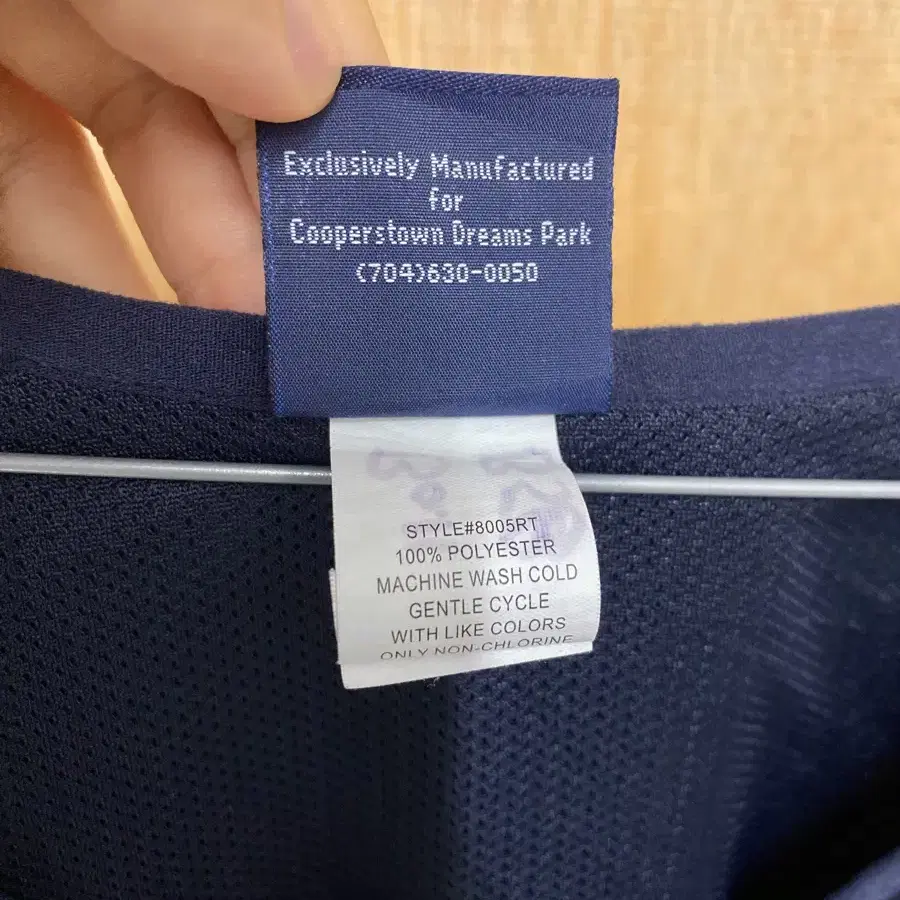 Exclusively Manufactured
for
Cooperstown Dreams Park
(704)630-0050
STYLE#8005RT
100% POLYESTER
MACHINE WASH COLD
GENTLE CYCLE
WITH LIKE COLORS
ONLY NON-CHLORINE